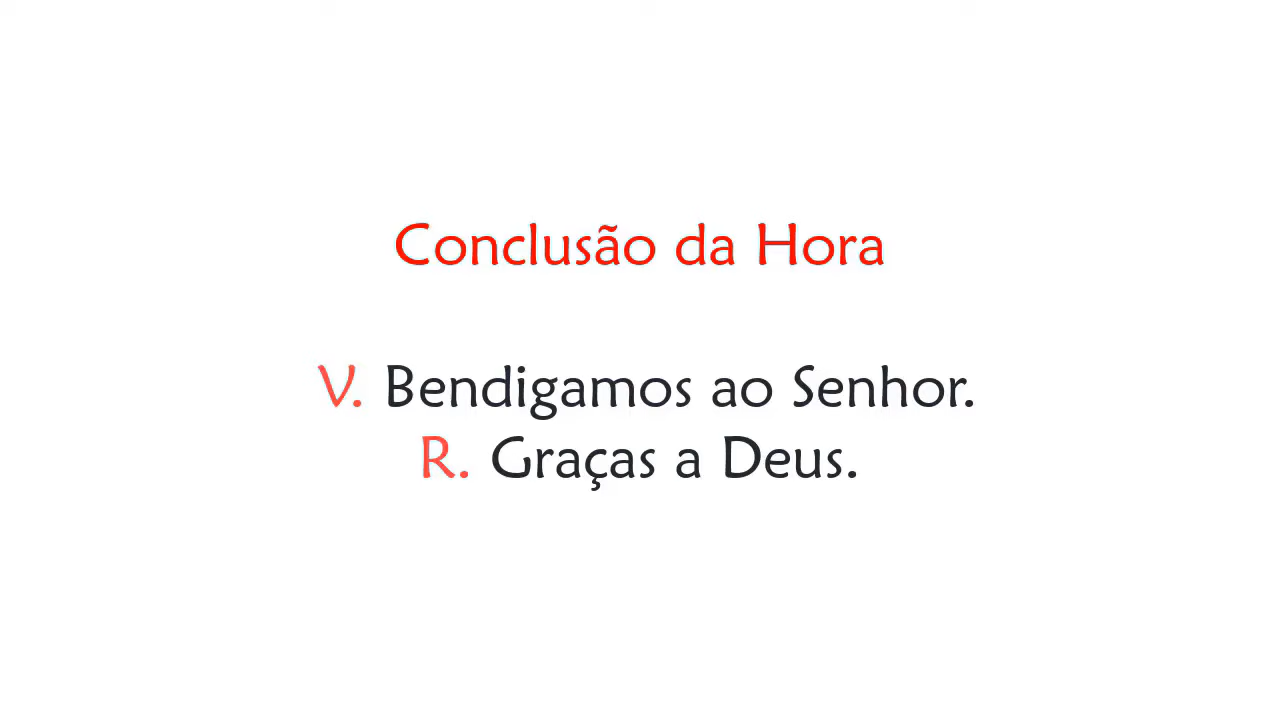 Conclusão da Hora
V. Bendigamos ao Senhor.
R. Graças a Deus.